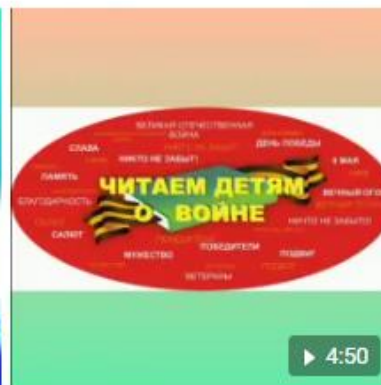 ВЕЛИКАЯ ОТЕЧЕСТВЕННАЯ
ВОЙНА
СЛАВА
ДЕНЬ ПОБЕДЫ
НИКТО НЕ ЗАБЫТ!
9 МАЯ
ПАМЯТЬ
ЧИТАЕМ ДЕТЯМ
О ВОЙНЕ
БЛАГОДАРНОСТЬ
ВЕЧНЫЙ ОГО
НИЧТО НЕ ЗАБЫТО!
САЛЮТ
МУЖЕСТВО
ПОБЕДИТЕЛИ
ПОДВИГ
ВЕТЕРАНЫ
4:50